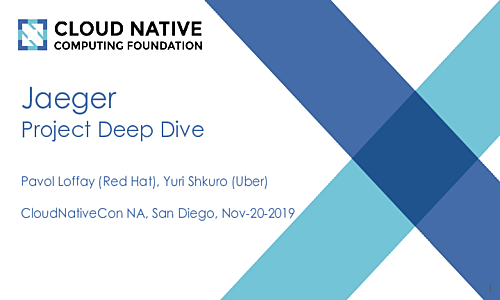 CLOUD NATIVE
COMPUTING FOUNDATION
Jaeger
Project Deep Dive
Pavol Loffay (Red Hat), Yuri Shkuro (Uber)
CloudNativeCon NA, San Diego, Nov-20-2019